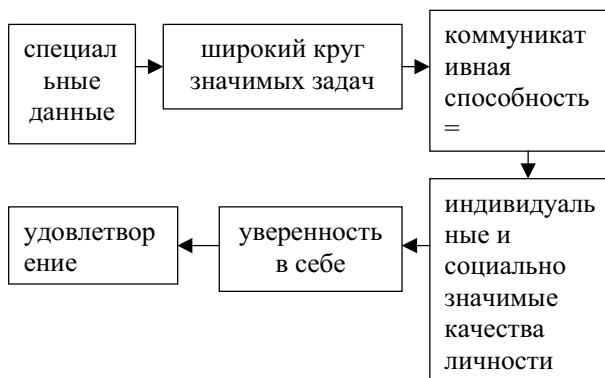 специал
ьные
данные
широкий круг
значимых задач
коммуникат
ивная
способность
=
индивидуаль
ные и
социально
значимые
качества
личности
уверенность
в себе
удовлетвор
ение